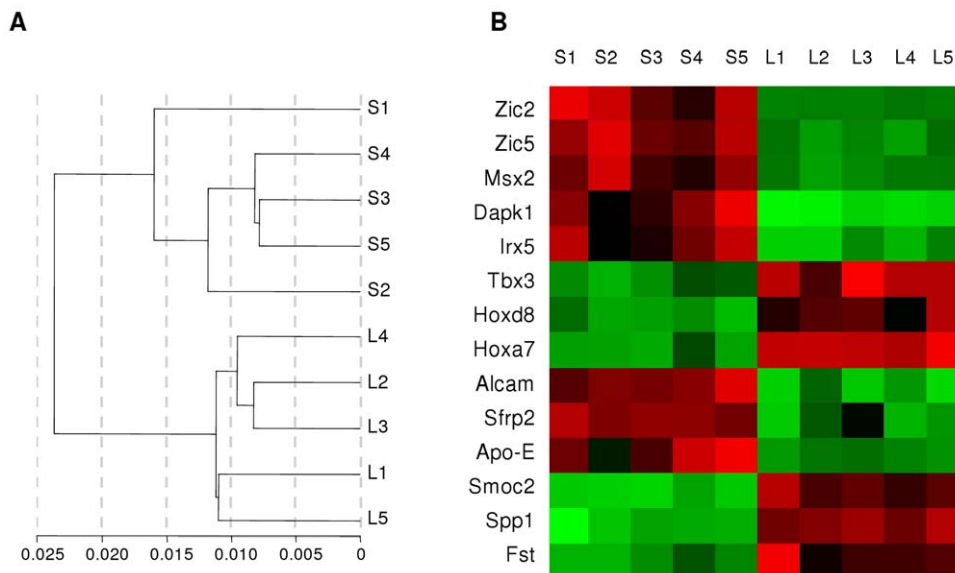 A
S1
S4
S3
S5
S2
L4
L2
L3
L1
L5
0.025 0.020 0.015 0.010 0.005 0
B
S1 S2 S3 S4 S5 L1 L2 L3 L4 L5
Zic2
Zic5
Msx2
Dapk1
Irx5
Tbx3
Hoxd8
Hoxa7
Alcam
Sfrp2
Apo-E
Smoc2
Spp1
Fst